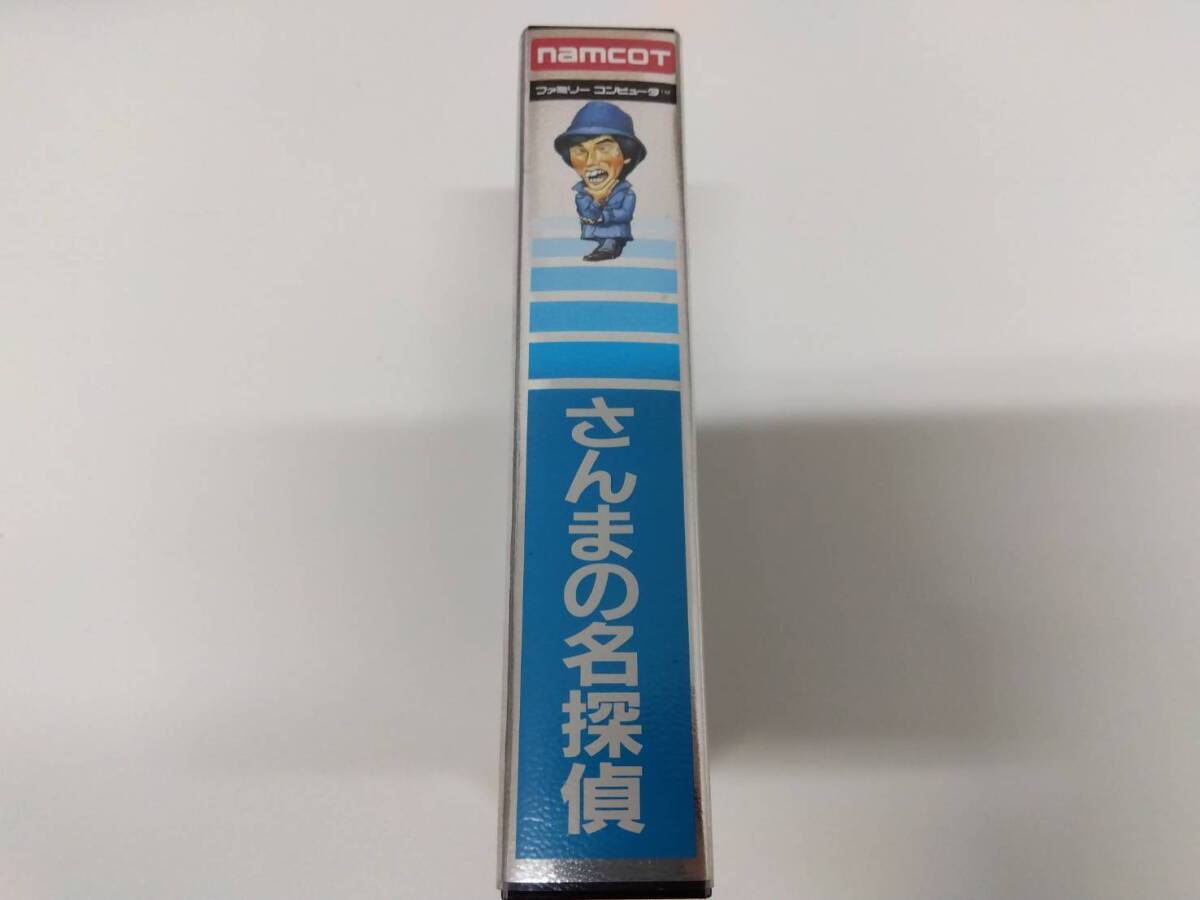 namcot
ファミリー コンピュータ™
さんまの名探偵